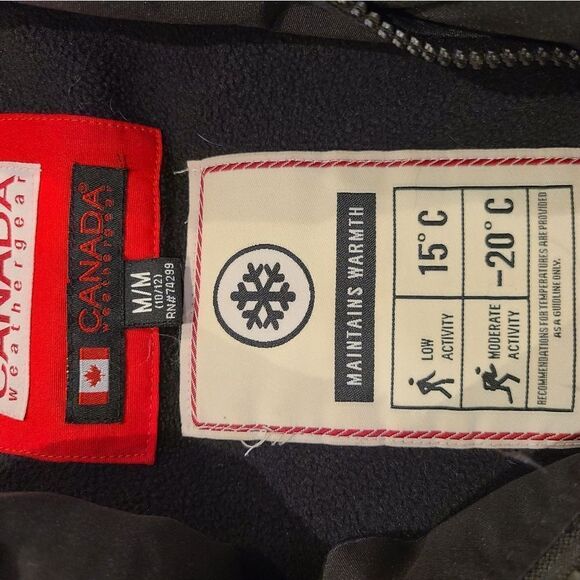 CANADA
weathergear
CANADA®
weathergear
M/M
(10/12)
RN#74299
MAINTAINS WARMTH
LOW
ACTIVITY
15° C
MODERATE
ACTIVITY
-20° C
RECOMMENDATIONS FOR TEMPERATURES ARE PROVIDED
AS A GUIDLINE ONLY.